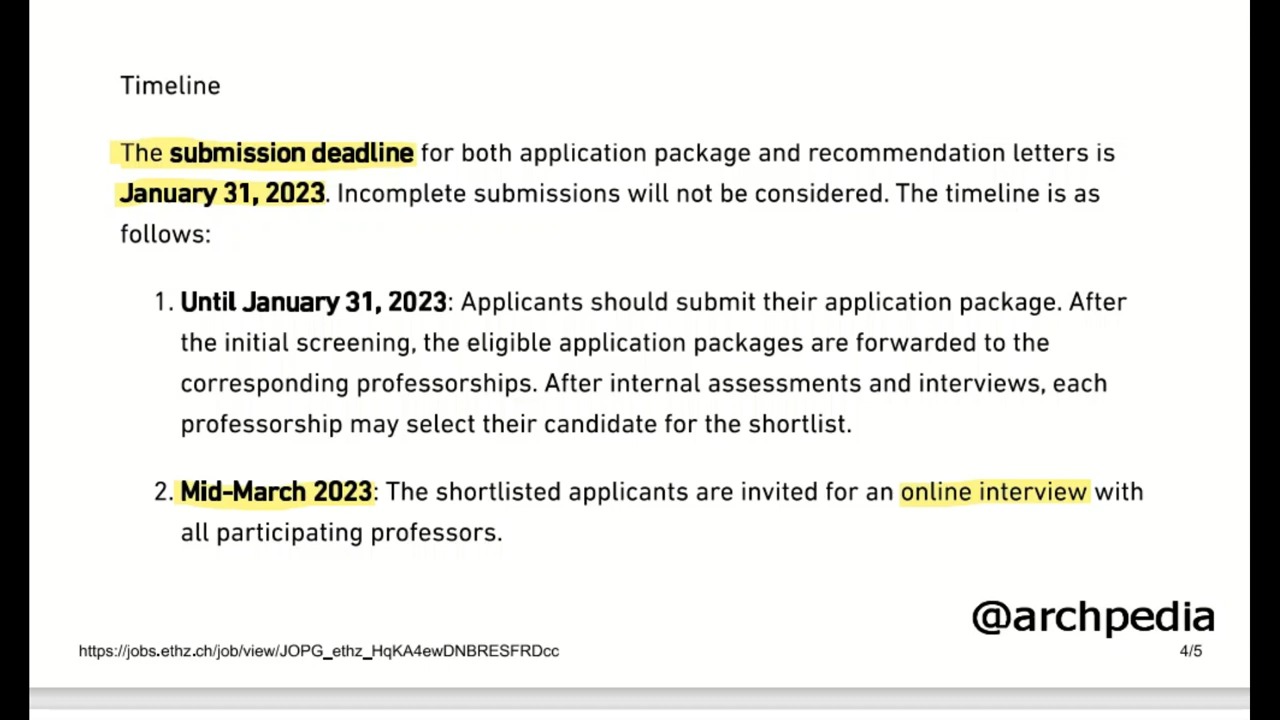 Timeline
The submission deadline for both application package and recommendation letters is
January 31, 2023. Incomplete submissions will not be considered. The timeline is as
follows:
1. Until January 31, 2023: Applicants should submit their application package. After
the initial screening, the eligible application packages are forwarded to the
corresponding professorships. After internal assessments and interviews, each
professorship may select their candidate for the shortlist.
2. Mid-March 2023: The shortlisted applicants are invited for an online interview with
all participating professors.
@archpedia
https://jobs.ethz.ch/job/view/JOPG_ethz_HqKA4ewDNBRESFRDcc 4/5